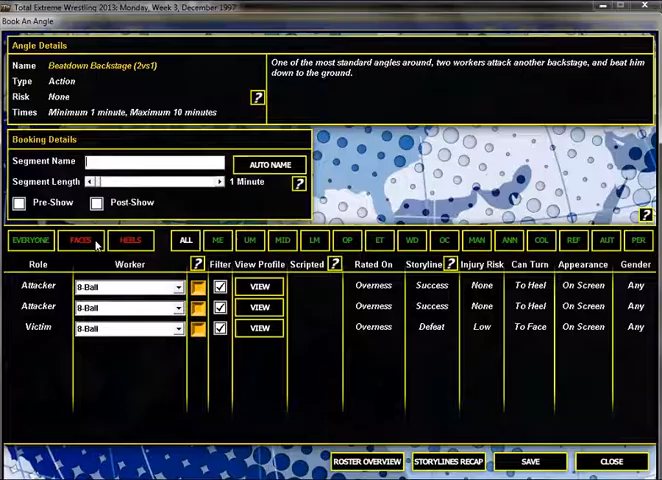 Total Extreme Wrestling 2013: Monday, Week 3, December 1997
Book An Angle
Angle Details
Name Beatdown Backstage (2vs1)
Type Action
Risk None ?
Times Minimum 1 minute, Maximum 10 minutes
One of the most standard angles around, two workers attack another backstage, and beat him
down to the ground.
Booking Details
Segment Name AUTO NAME
Segment Length 1 Minute ?
Pre-Show Post-Show
?
EVERYONE FACES HEELS ALL ME UM MID LM OP ET WD OC MAN ANN COL REF AUT PER
Role Worker ? Filter View Profile Scripted ? Rated On Storyline ? Injury Risk Can Turn Appearance Gender
Attacker 8-Ball VIEW Overness Success None To Heel On Screen Any
Attacker 8-Ball VIEW Overness Success None To Heel On Screen Any
Victim 8-Ball VIEW Overness Defeat Low To Face On Screen Any
ROSTER OVERVIEW STORYLINES RECAP SAVE CLOSE